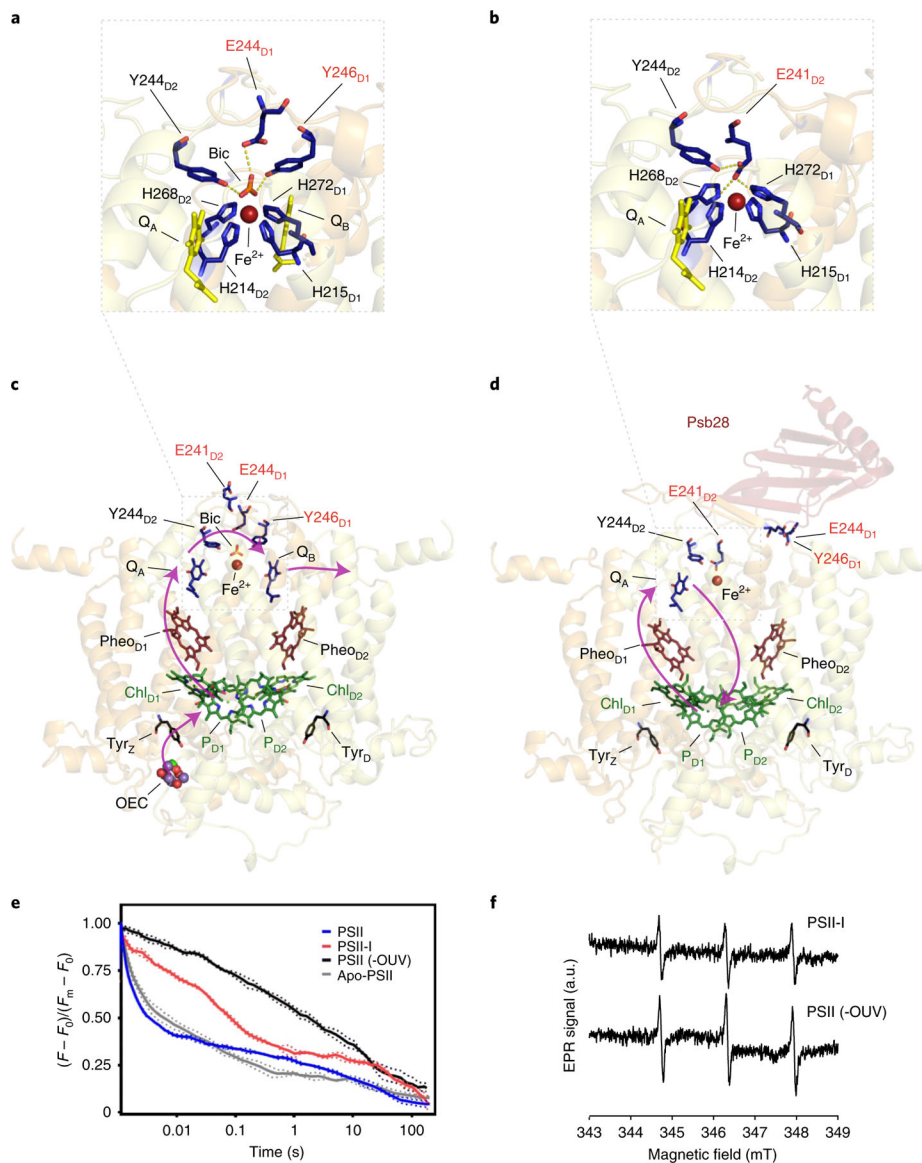 a
E244D1
Y244D2
Y246D1
Bic
H268D2
H272D1
QA
QB
Fe2+
H214D2
H215D1
b
Y244D2
E241D2
H268D2
H272D1
QA
Fe2+
H214D2
H215D1
c
E241D2
E244D1
Y244D2
Bic
Y246D1
QA
QB
Fe2+
PheoD1
PheoD2
ChlD1
ChlD2
TyrZ
PD1
PD2
TyrD
OEC
d
Psb28
E241D2
Y244D2
E244D1
QA
Y246D1
Fe2+
PheoD1
PheoD2
ChlD1
ChlD2
TyrZ
PD1
PD2
TyrD
e
(F – F0)/(Fm – F0)
1.00
0.75
0.50
0.25
0
PSII
PSII-I
PSII (-OUV)
Apo-PSII
0.01 0.1 1 10 100
Time (s)
f
EPR signal (a.u.)
PSII-I
PSII (-OUV)
343 344 345 346 347 348 349
Magnetic field (mT)